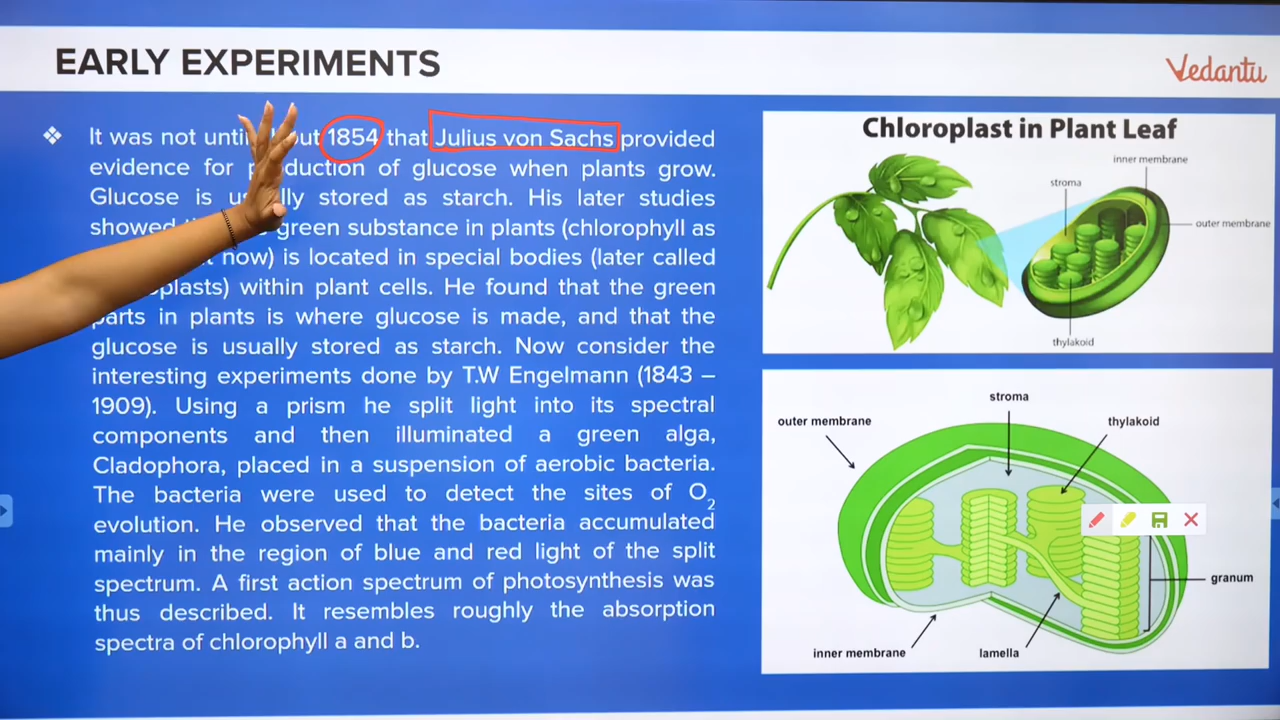 EARLY EXPERIMENTS
Vedantu
❖ It was not until 1854 that Julius von Sachs provided
evidence for production of glucose when plants grow.
Glucose is usually stored as starch. His later studies
showed green substance in plants (chlorophyll as
now) is located in special bodies (later called
plasts) within plant cells. He found that the green
parts in plants is where glucose is made, and that the
glucose is usually stored as starch. Now consider the
interesting experiments done by T.W Engelmann (1843 –
1909). Using a prism he split light into its spectral
components and then illuminated a green alga,
Cladophora, placed in a suspension of aerobic bacteria.
The bacteria were used to detect the sites of O2
evolution. He observed that the bacteria accumulated
mainly in the region of blue and red light of the split
spectrum. A first action spectrum of photosynthesis was
thus described. It resembles roughly the absorption
spectra of chlorophyll a and b.
Chloroplast in Plant Leaf
inner membrane
stroma
outer membrane
thylakoid
stroma
outer membrane
thylakoid
granum
inner membrane
lamella